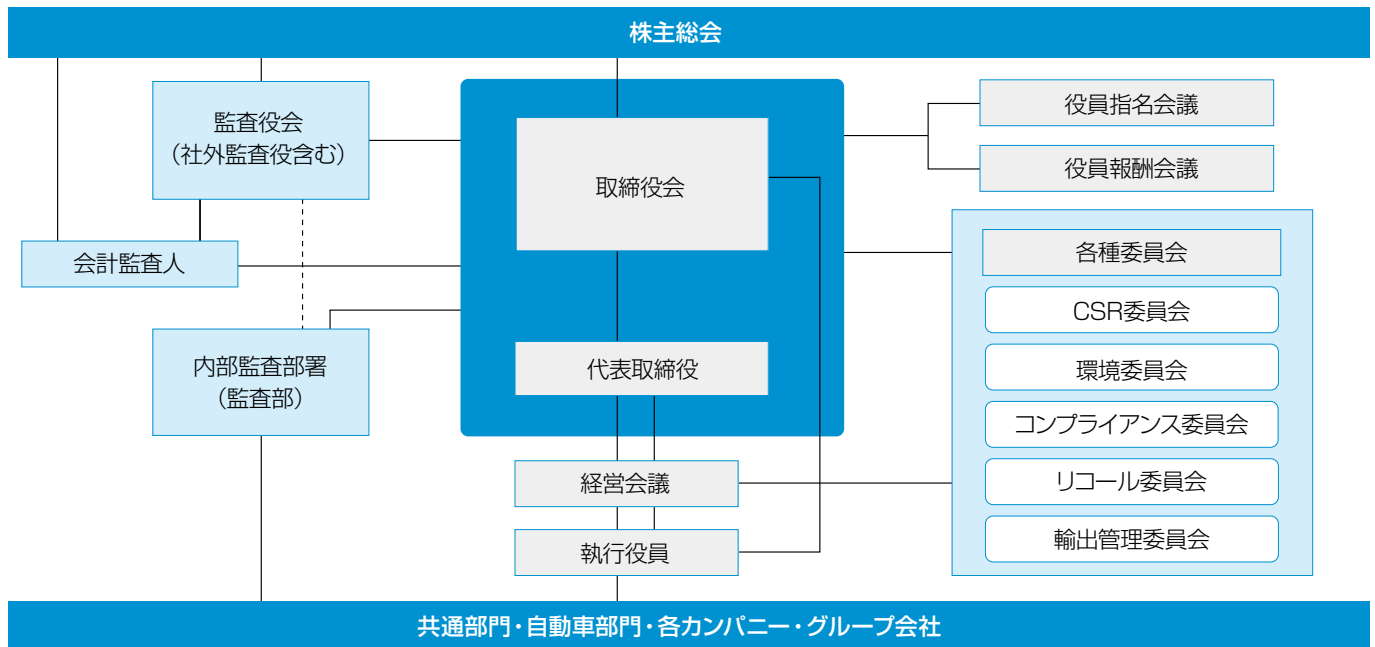 株主総会
監査役会
（社外監査役含む）
会計監査人
内部監査部署
（監査部）
取締役会
代表取締役
経営会議
執行役員
役員指名会議
役員報酬会議
各種委員会
CSR委員会
環境委員会
コンプライアンス委員会
リコール委員会
輸出管理委員会
共通部門・自動車部門・各カンパニー・グループ会社